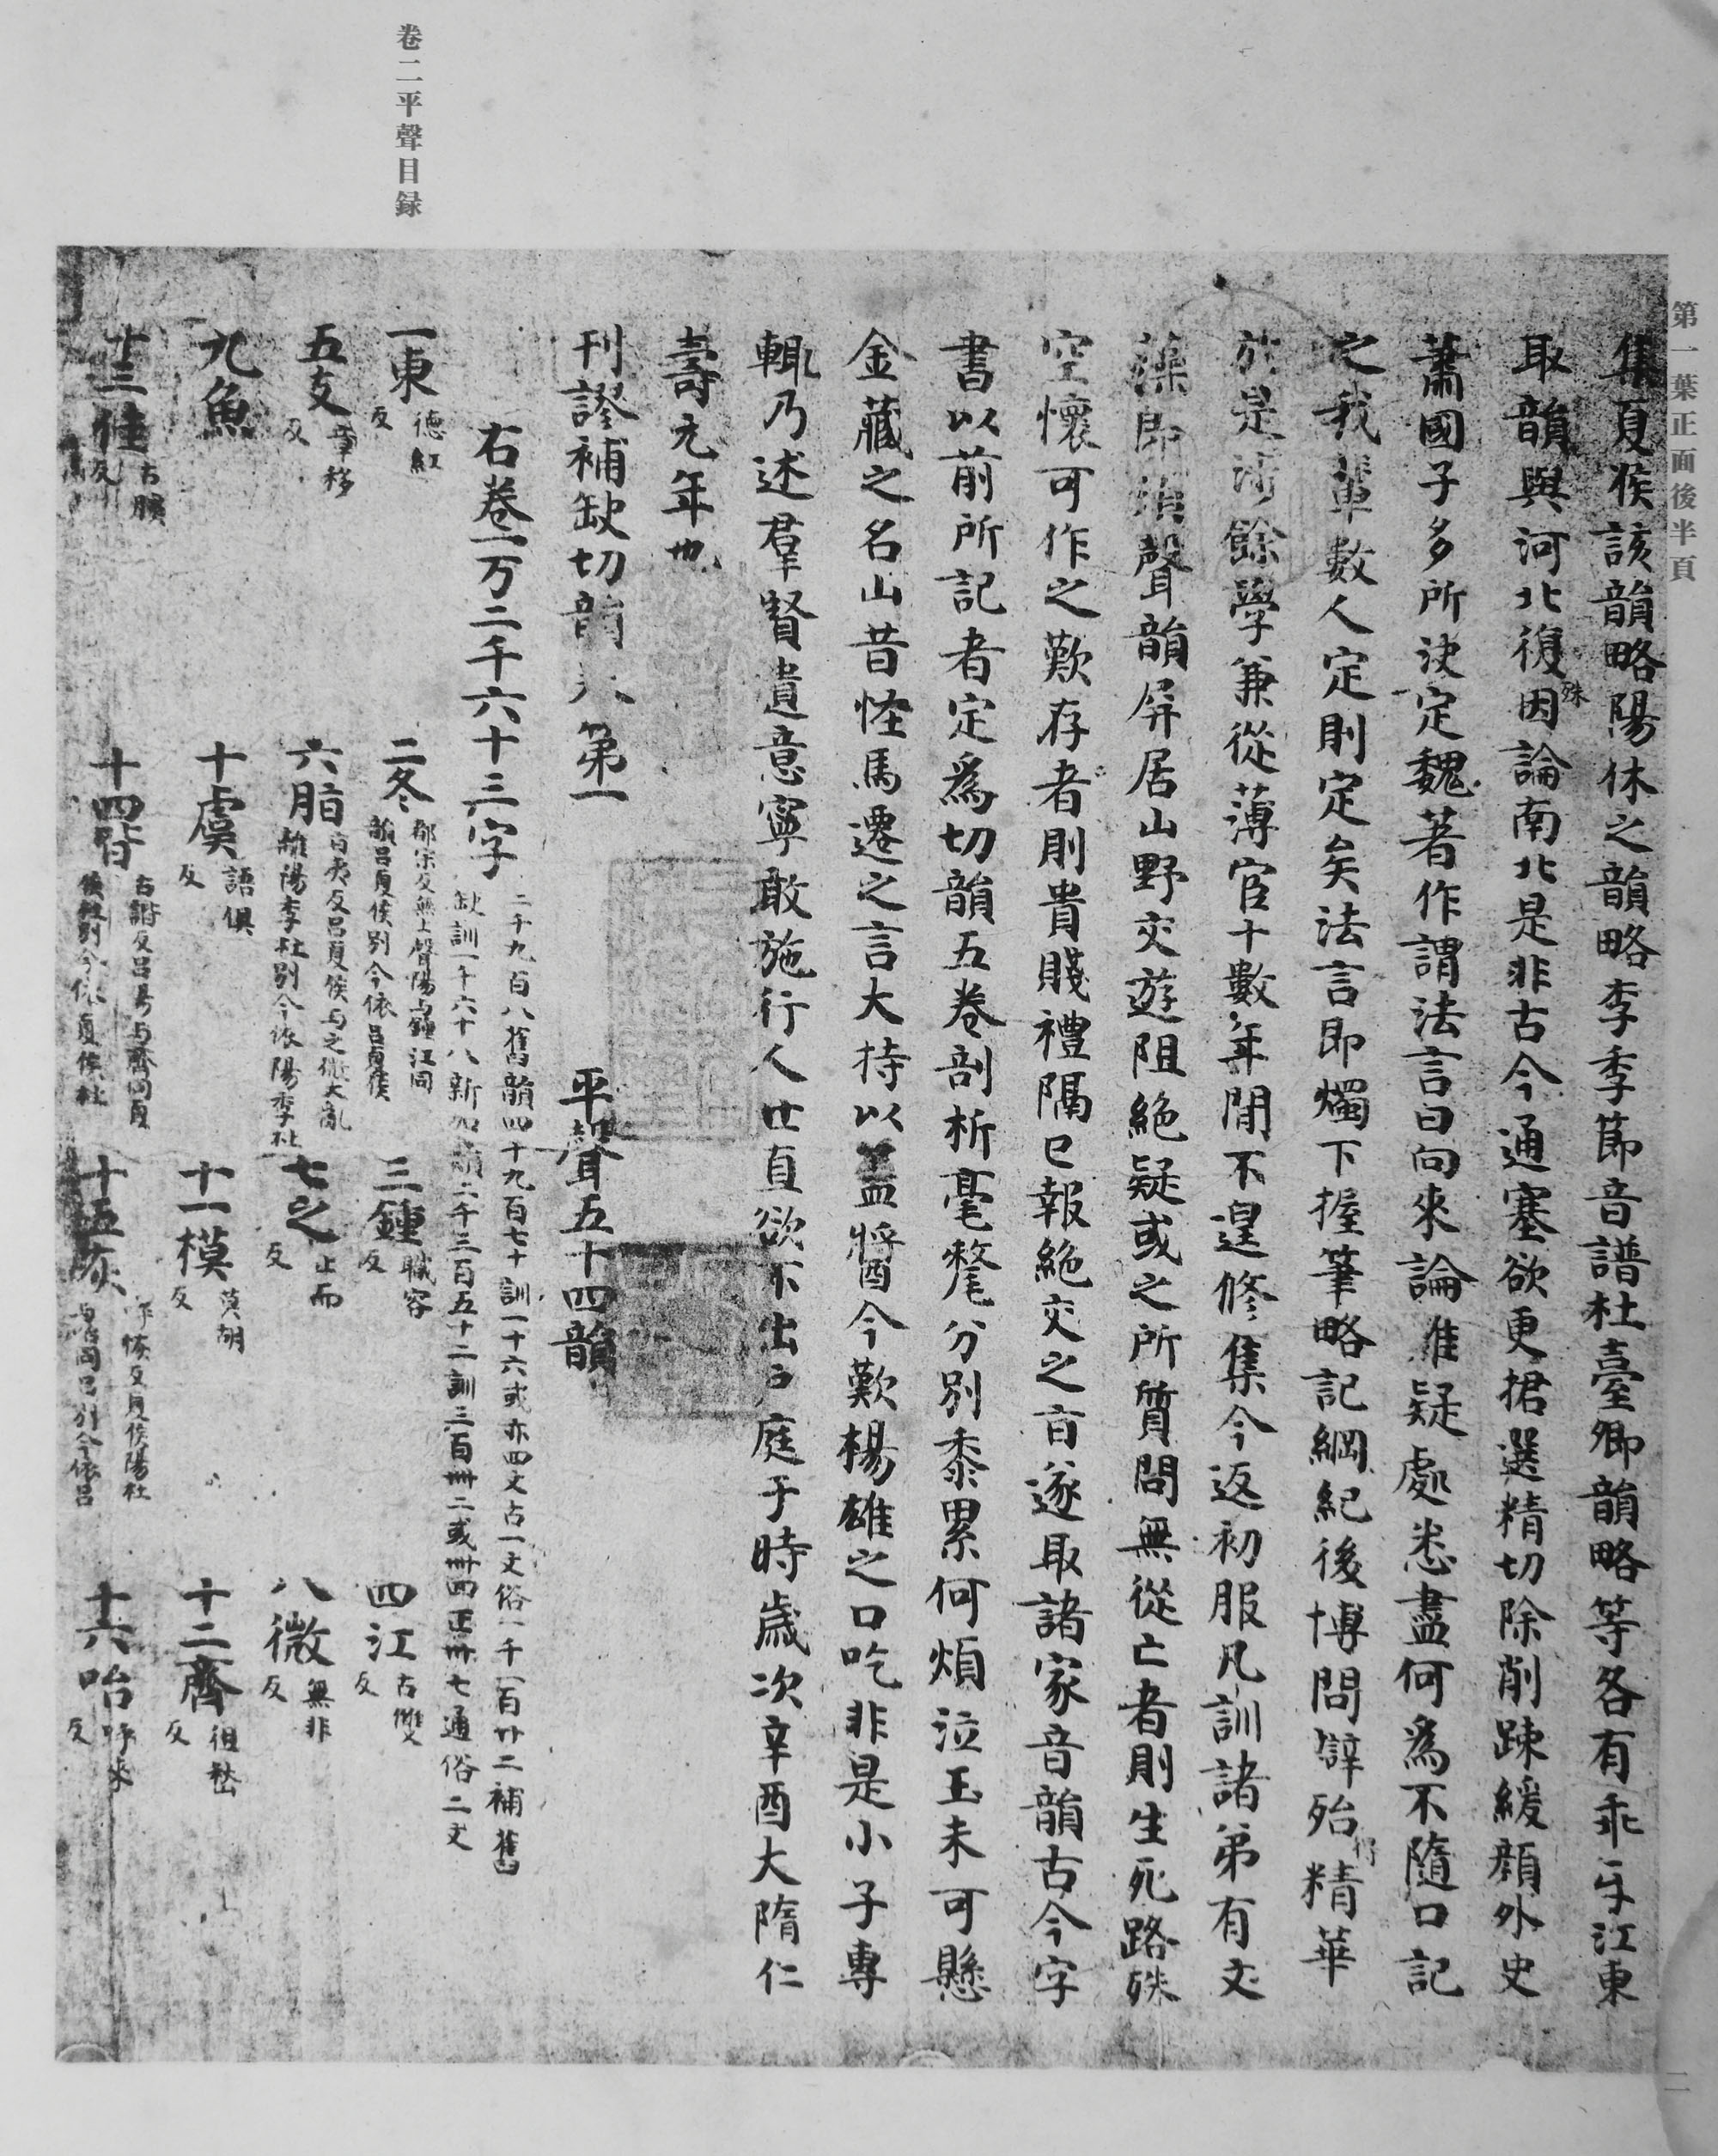 第一葉正面後半頁
集夏侯該韻略陽休之韻略李季節音譜杜臺卿韻略等各有乖互江東
取韻與河北復殊因論南北是非古今通塞欲更捃選精切除削疎緩顔外史
蕭國子多所決定魏著作謂法言曰向來論難疑處悉盡何爲不隨口記
之我輩數人定則定矣法言即燭下握筆略記綱紀後博問辯殆得精華
於是涉餘學兼從薄宦十數年閒不遑修集今返初服凡訓諸弟有文
藻即須聲韻屏居山野交遊阻絶疑或之所質問無從亡者則生死路殊
空懷可作之歎存者則貴賤禮隔已報絶交之旨遂取諸家音韻古今字
書以前所記者定爲切韻五卷剖析毫氂分別黍累何煩泣玉未可懸
金藏之名山昔怪馬遷之言大持以蓋醬今歎楊雄之口吃非是小子專
輒乃述羣賢遺意寧敢施行人世直欲不出戶庭于時歲次辛酉大隋仁
壽元年也
刊謬補缺切韻 第一 平聲五十四韻
右卷一万二千六十三字
二千九百八舊韻四十九百七十訓一十六或亦四文古一文俗一千一百廿二補舊
缺訓一千六十八新加韻二千三百五十二訓三百卌二或卌四正卌七通俗二文
卷二平聲目録
一東 德紅反 二冬 都宗反無上聲陽与鍾江同韻呂夏侯別今依呂夏侯 三鍾 職容反 四江 古雙反
五支 章移反 六脂 旨夷反呂夏侯与之微大亂雜陽李杜別今依陽李杜 七之 止而反 八微 無非反
九魚 十虞 語俱反 十一模 莫胡反 十二齊 徂嵆反
十三佳 古膎反 十四皆 古諧反呂陽与齊同夏侯杜別今依夏侯杜 十五灰 呼恢反夏侯陽杜与咍同呂別今依呂 十六咍 呼來反
二